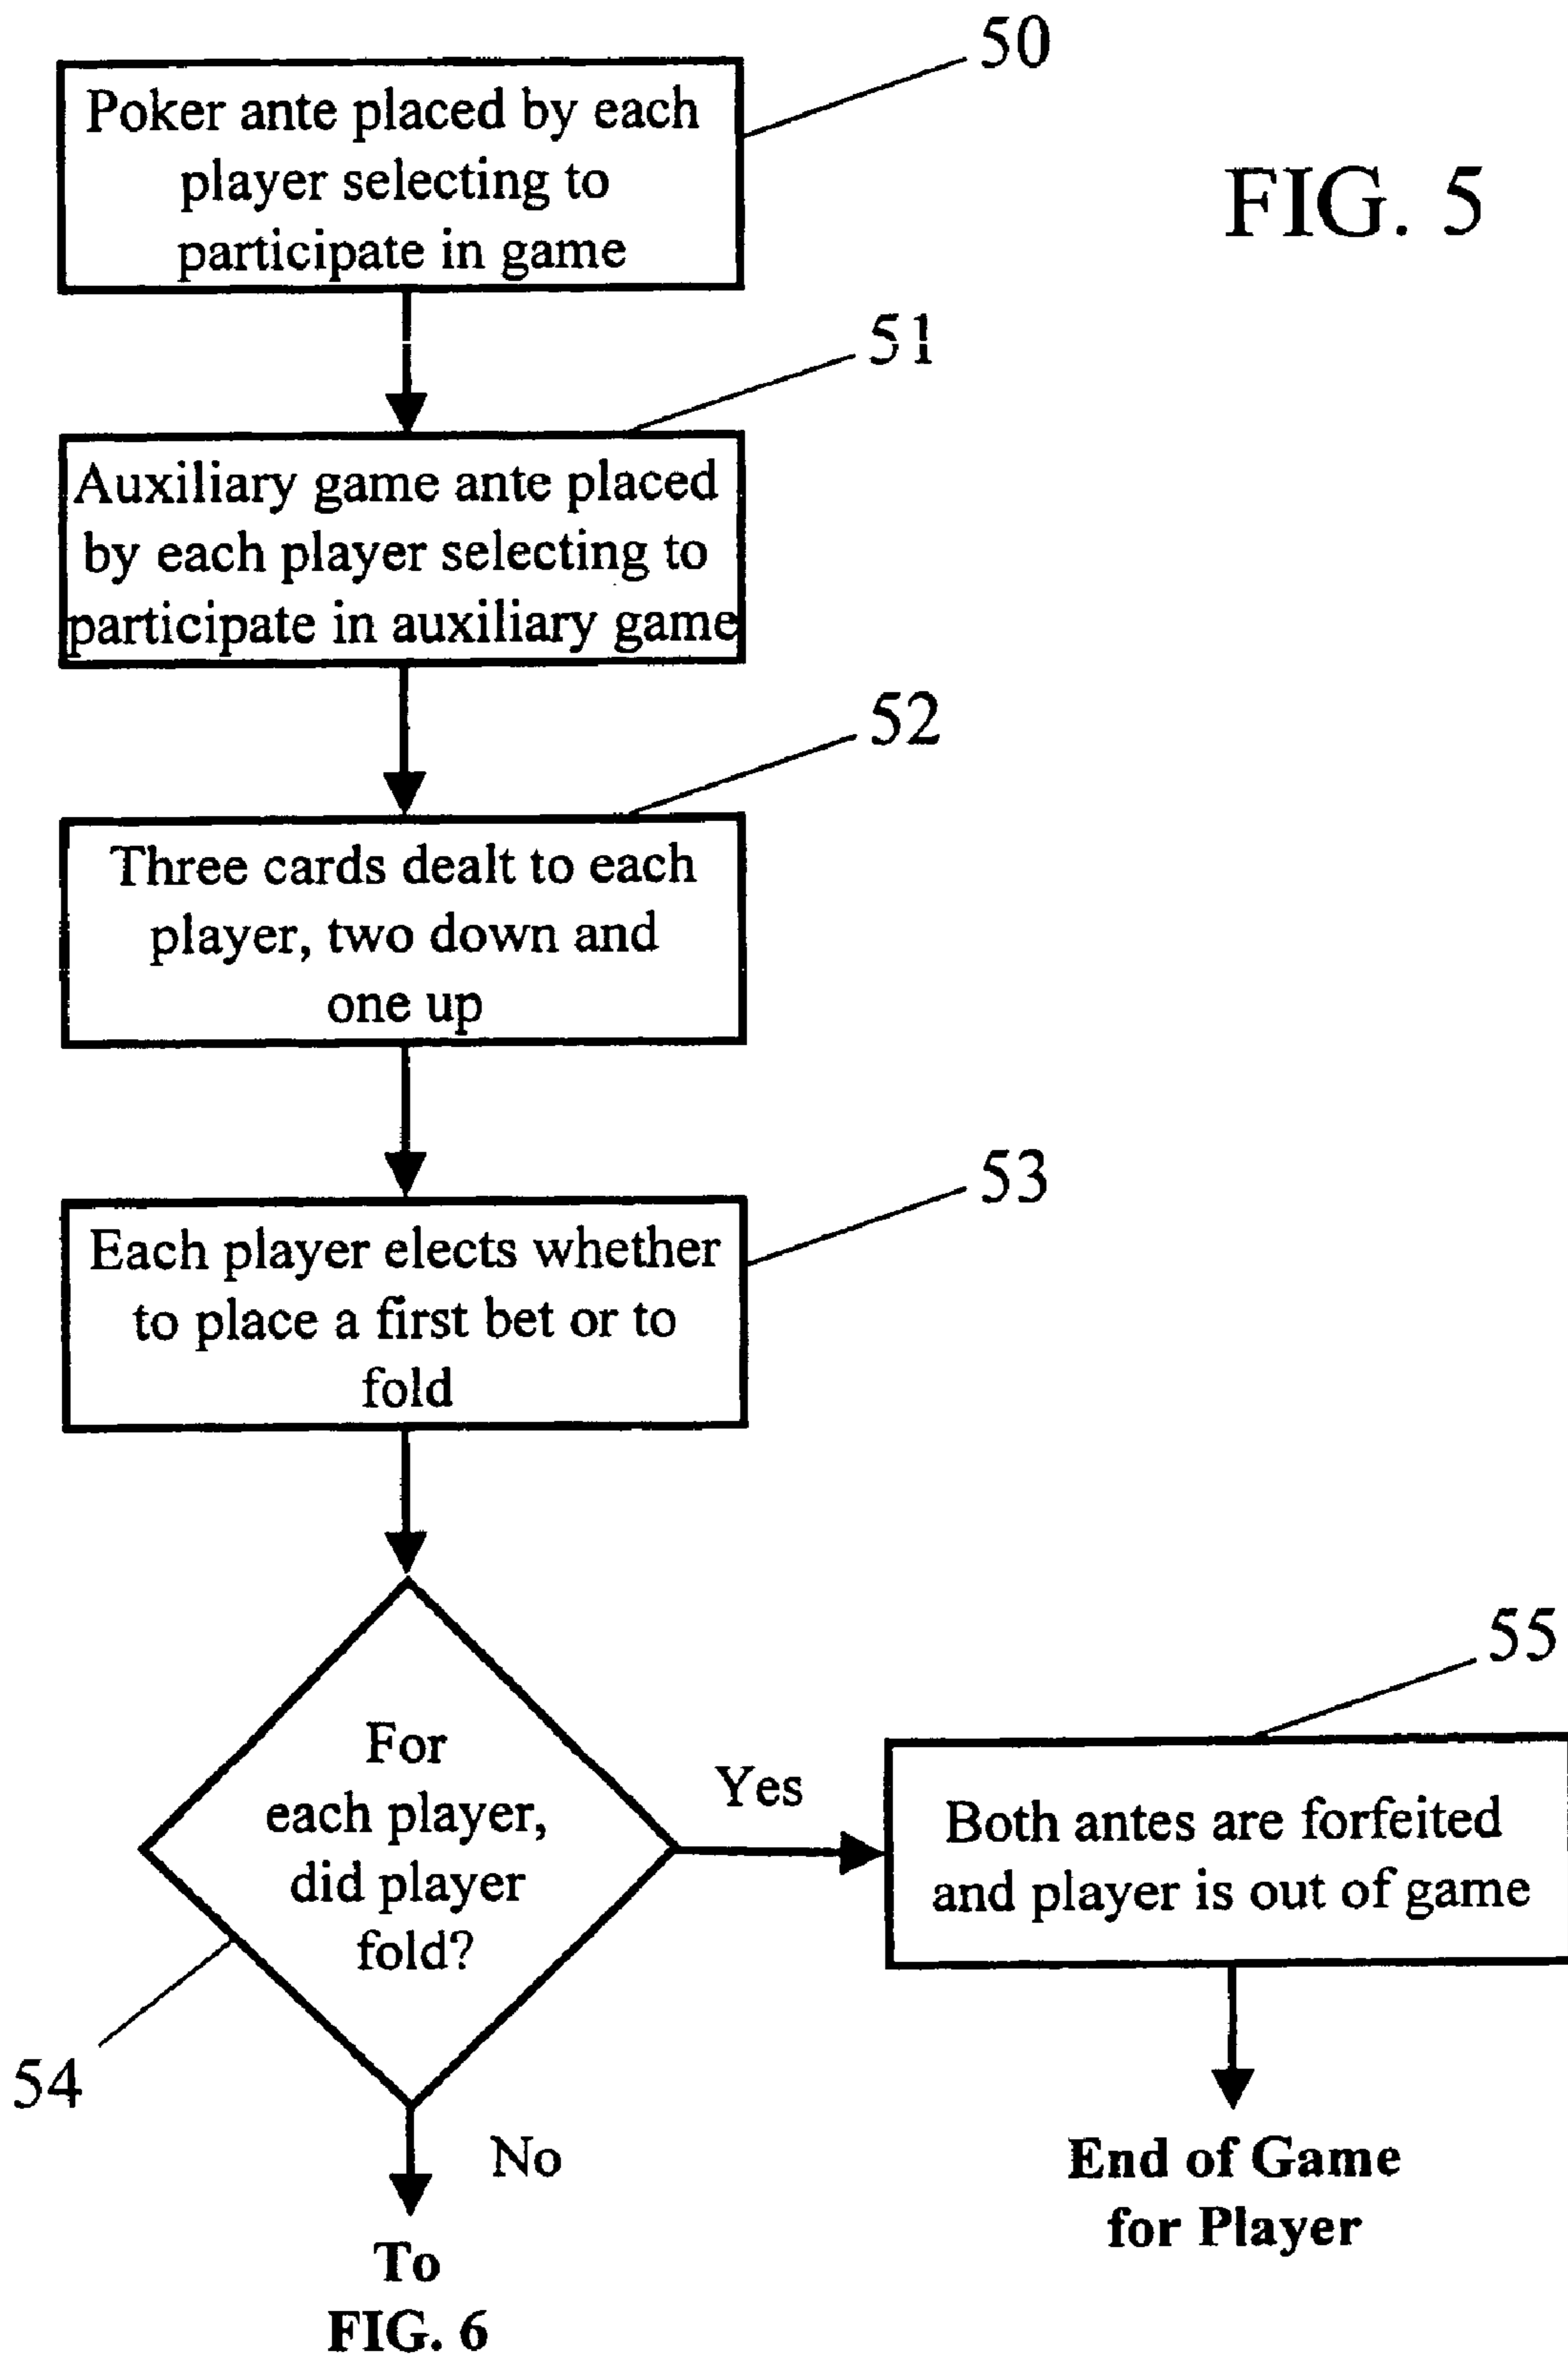 50
Poker ante placed by each
player selecting to
participate in game
FIG. 5
51
Auxiliary game ante placed
by each player selecting to
participate in auxiliary game
52
Three cards dealt to each
player, two down and
one up
53
Each player elects whether
to place a first bet or to
fold
55
For
each player,
did player
fold?
Yes
Both antes are forfeited
and player is out of game
54
No
End of Game
for Player
To
FIG. 6